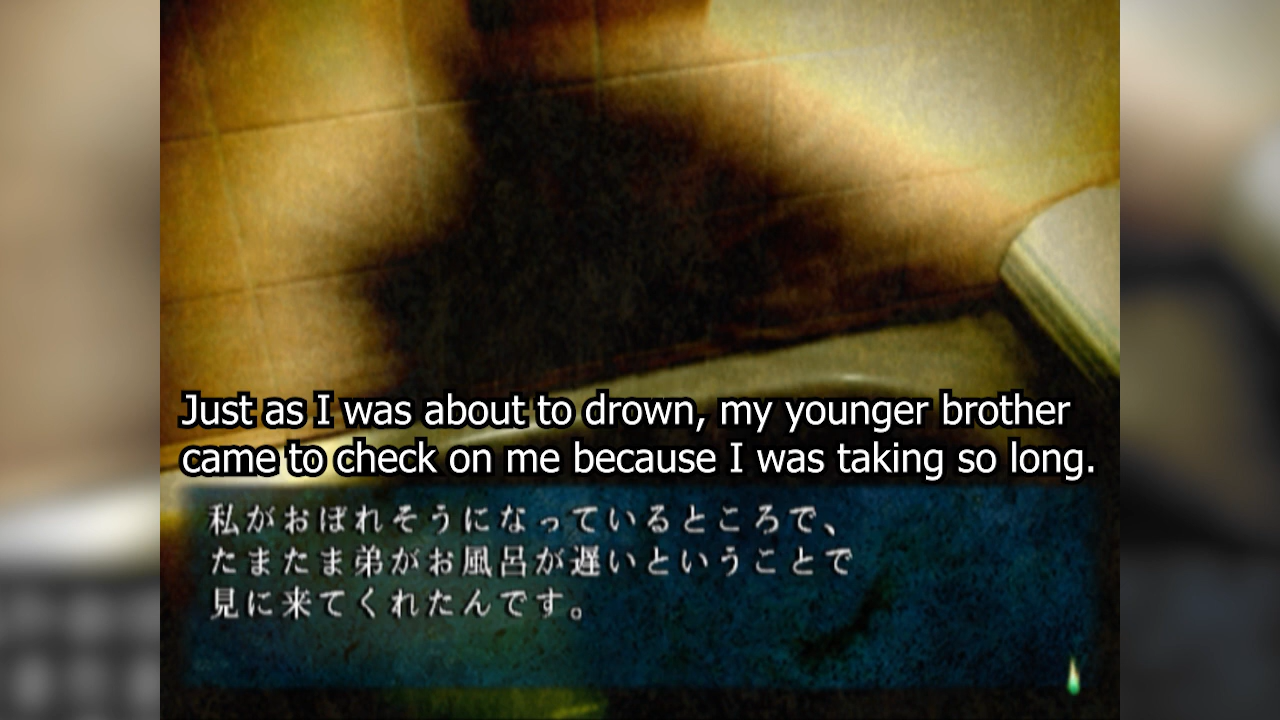 Just as I was about to drown, my younger brother
came to check on me because I was taking so long.
私がおぼれそうになっているところで、
たまたま弟がお風呂が遅いということで
見に来てくれたんです。